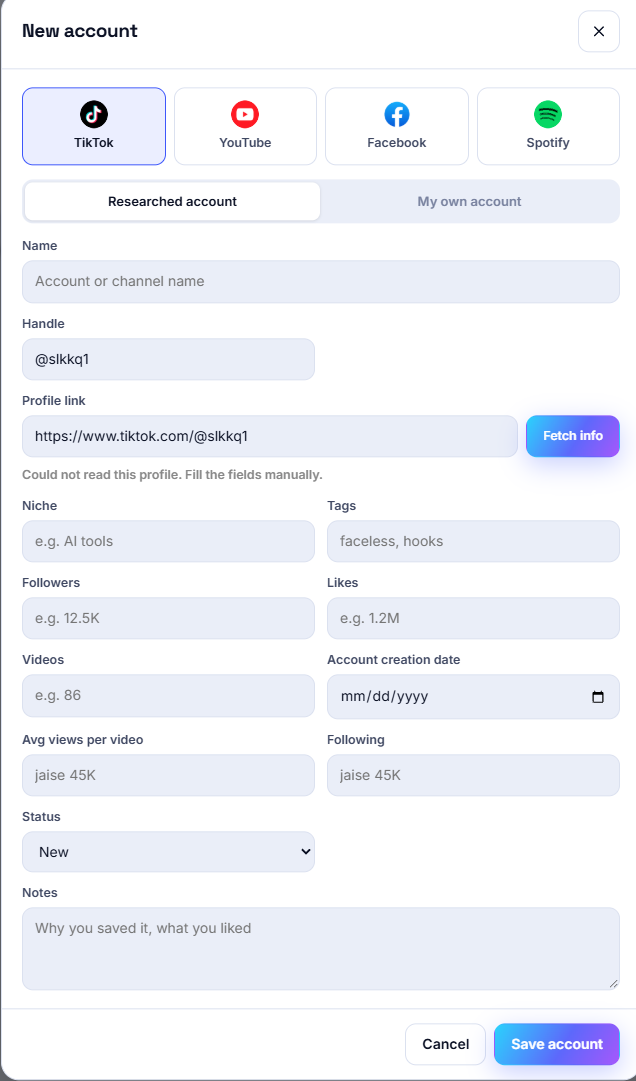 New account
TikTok
YouTube
Facebook
Spotify
Researched account
My own account
Name
Account or channel name
Handle
@slkkq1
Profile link
https://www.tiktok.com/@slkkq1
Fetch info
Could not read this profile. Fill the fields manually.
Niche
Tags
e.g. AI tools
faceless, hooks
Followers
Likes
e.g. 12.5K
e.g. 1.2M
Videos
Account creation date
e.g. 86
mm/dd/yyyy
Avg views per video
Following
jaise 45K
jaise 45K
Status
New
Notes
Why you saved it, what you liked
Cancel
Save account